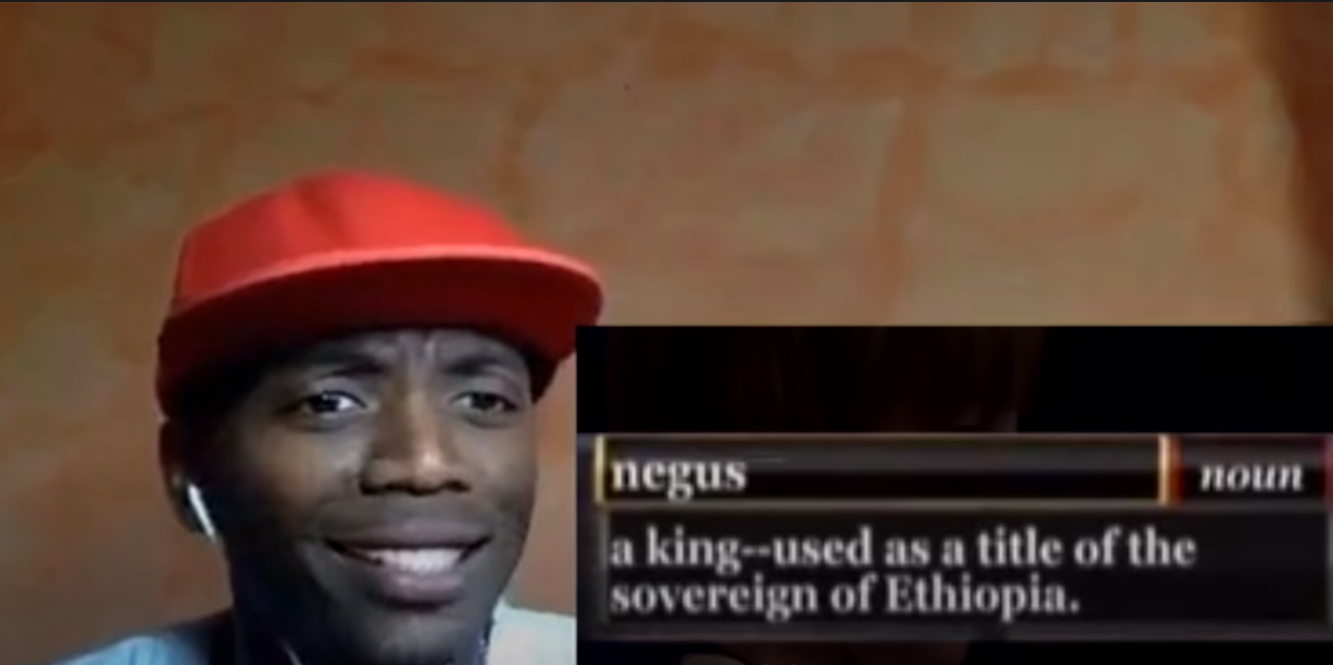 negus
noun
a king--used as a title of the
sovereign of Ethiopia.